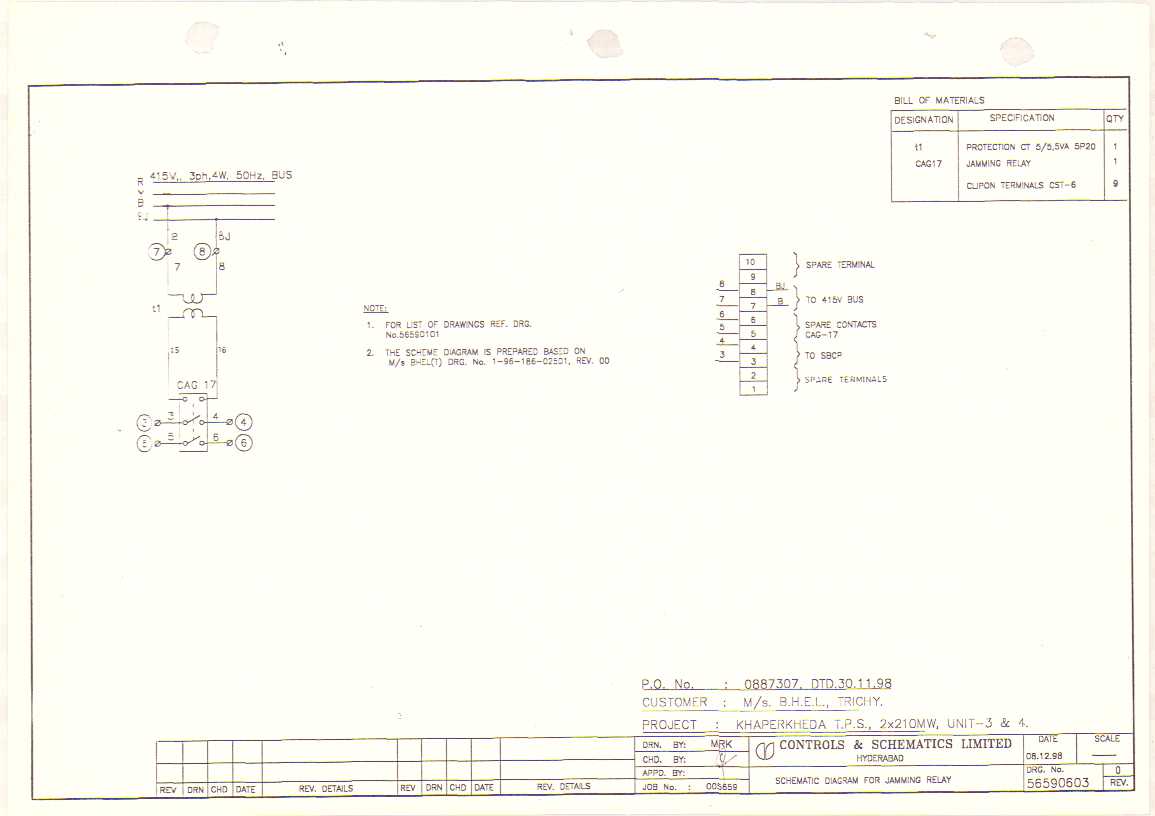 BILL OF MATERIALS
DESIGNATION SPECIFICATION QTY
t1 PROTECTION CT 5/5,5VA 5P20 1
CAG17 JAMMING RELAY 1
CLIPON TERMINALS CST-6 9
415V,, 3ph,4W, 50Hz, BUS
R
B
BJ
2 BJ
7 8
7 8
t1
15 16
CAG 17
3 4 4
5 6 6
NOTE:
1. FOR LIST OF DRAWINGS REF. DRG.
No.56590101
2. THE SCHEME DIAGRAM IS PREPARED BASED ON
M/s BHEL(T) DRG. No. 1-96-186-02501, REV. 00
10 SPARE TERMINAL
9
8 8 BJ
7 7 B TO 415V BUS
6 6 SPARE CONTACTS
5 5 CAG-17
4 4
3 3 TO SBCP
2 SPARE TERMINALS
1
P.O. No. : 0887307, DTD.30.11.98
CUSTOMER : M/s. B.H.E.L., TRICHY.
PROJECT : KHAPERKHEDA T.P.S., 2x210MW, UNIT-3 & 4.
DRN. BY: MRK
CHD. BY:
APPD. BY:
JOB No. : 005659
CONTROLS & SCHEMATICS LIMITED
HYDERABAD
SCHEMATIC DIAGRAM FOR JAMMING RELAY
DATE SCALE
08.12.98
DRG. No. 0
56590603 REV.
REV DRN CHD DATE REV. DETAILS REV DRN CHD DATE REV. DETAILS